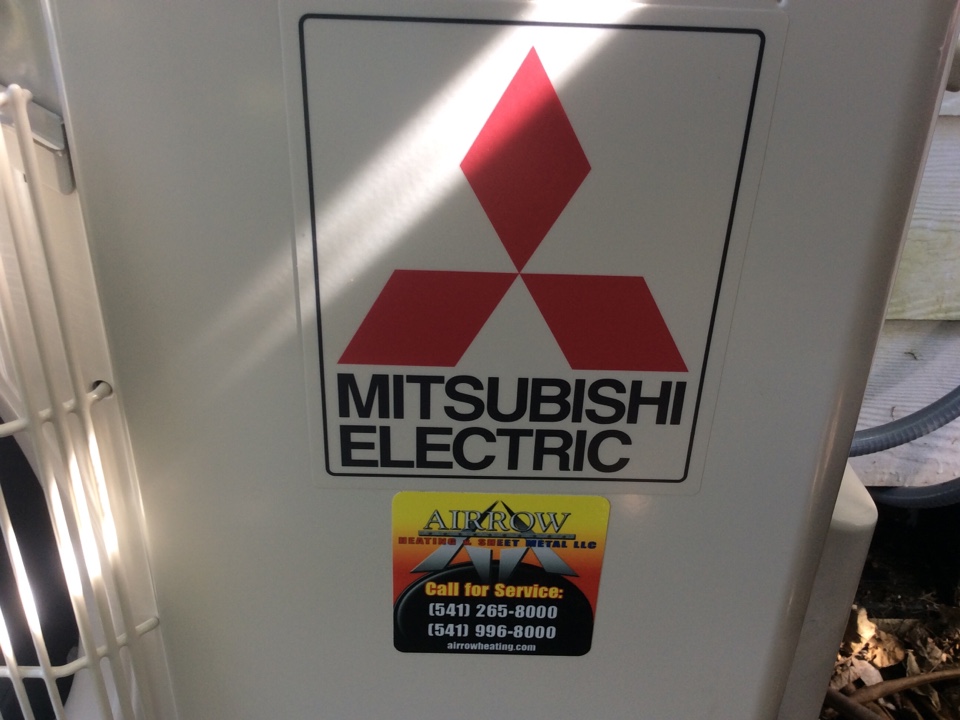 MITSUBISHI
ELECTRIC
AIRROW
HEATING & SHEET METAL LLC
Call for Service:
(541) 265-8000
(541) 996-8000
airrowheating.com